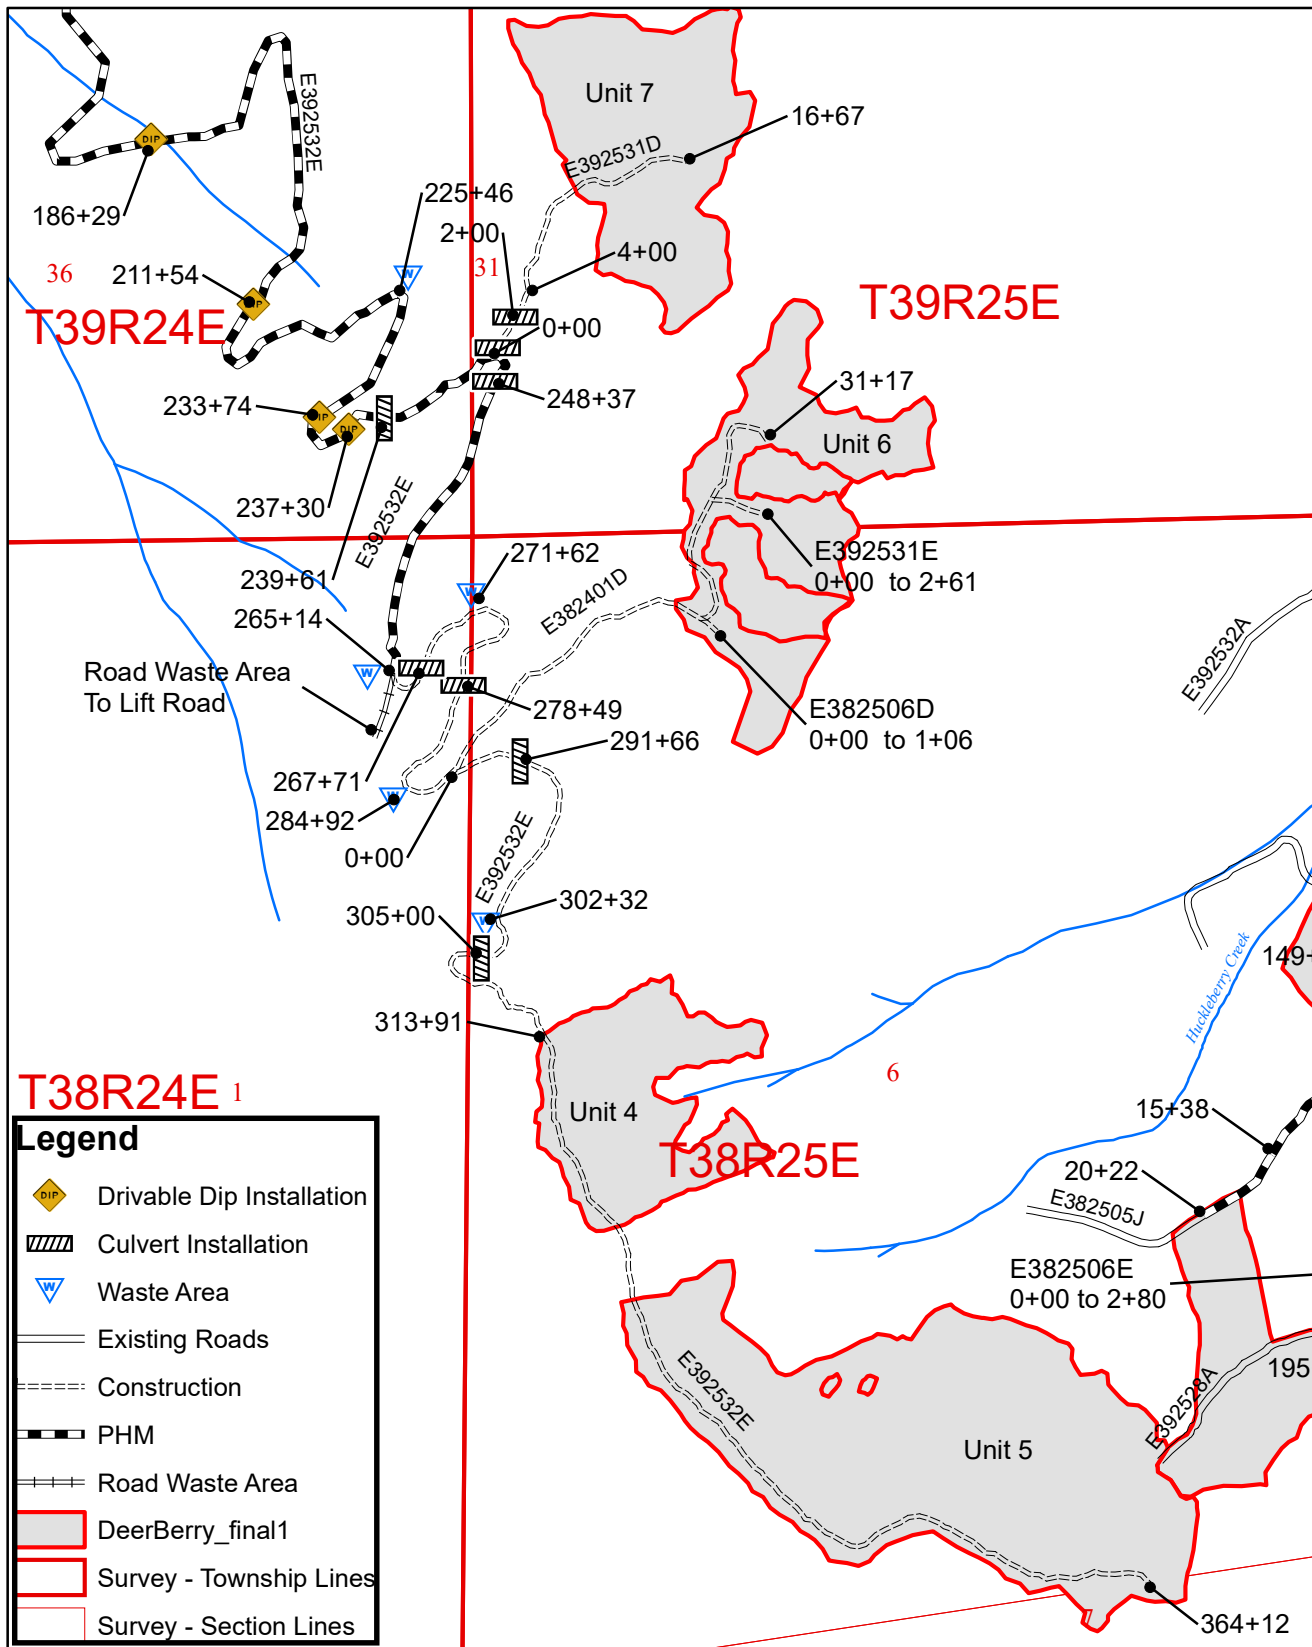 Unit 7
16+67
E392532E
E392531D
DIP
186+29
225+46
2+00
W
4+00
36
211+54
31
DIP
T39R24E
T39R25E
0+00
31+17
248+37
233+74
DIP
DIP
Unit 6
237+30
E392532E
E392531E
0+00 to 2+61
239+61
271+62
W
E382401D
265+14
E392532A
Road Waste Area
To Lift Road
W
E382506D
0+00 to 1+06
278+49
291+66
267+71
W
284+92
E392532E
0+00
305+00
W
302+32
Huckleberry Creek
149+
313+91
6
T38R24E 1
Unit 4
15+38
T38R25E
20+22
E382505J
E382506E
0+00 to 2+80
E392532E
195
E392528A
Unit 5
364+12
Legend
DIP Drivable Dip Installation
Culvert Installation
W Waste Area
Existing Roads
Construction
PHM
Road Waste Area
DeerBerry_final1
Survey - Township Lines
Survey - Section Lines